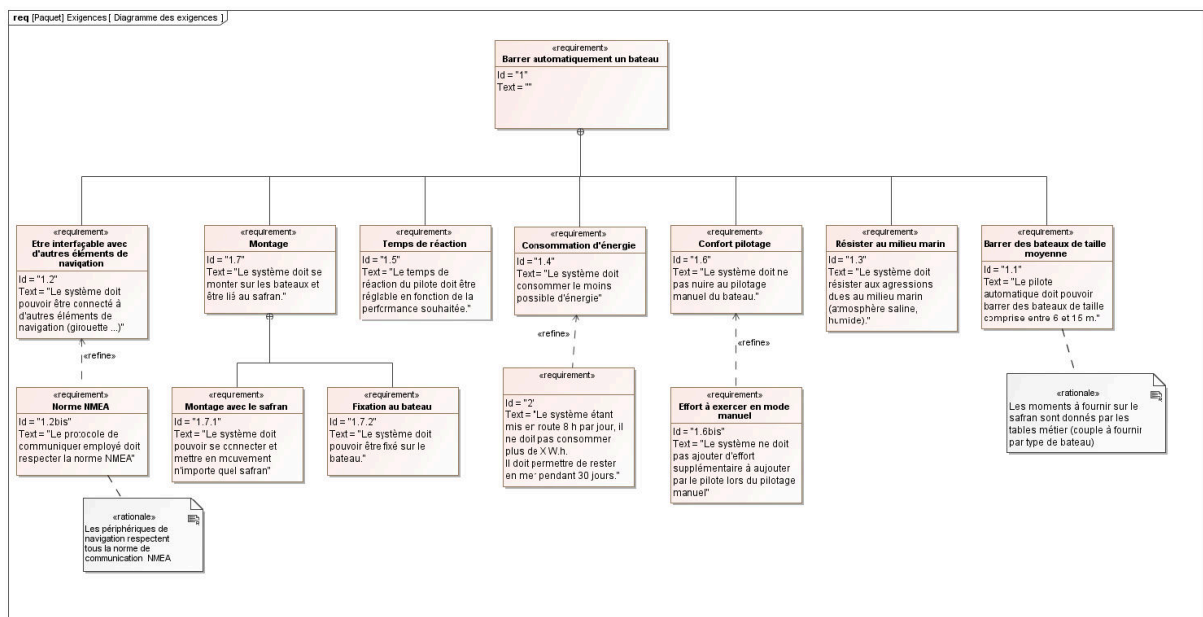 req [Paquet] Exigences [ Diagramme des exigences ]
«requirement»
Barrer automatiquement un bateau
Id = "1"
Text = ""
«requirement»
Etre interfaçable avec
d'autres éléments de
navigation
Id = "1.2"
Text = "Le système doit
pouvoir être connecté à
d'autres éléments de
navigation (girouette ...)"
«requirement»
Montage
Id = "1.7"
Text = "Le système doit se
monter sur les bateaux et
être lié au safran."
«requirement»
Temps de réaction
Id = "1.5"
Text = "Le temps de
réaction du pilote doit être
réglable en fonction de la
performance souhaitée."
«requirement»
Consommation d'énergie
Id = "1.4"
Text = "Le système doit
consommer le moins
possible d'énergie"
«requirement»
Confort pilotage
Id = "1.6"
Text = "Le système doit ne
pas nuire au pilotage
manuel du bateau."
«requirement»
Résister au milieu marin
Id = "1.3"
Text = "Le système doit
résister aux agressions
dues au milieu marin
(atmosphère saline,
humide)."
«requirement»
Barrer des bateaux de taille
moyenne
Id = "1.1"
Text = "Le pilote
automatique doit pouvoir
barrer des bateaux de taille
comprise entre 6 et 15 m."
«refine»
«refine»
«refine»
«requirement»
Norme NMEA
Id = "1.2bis"
Text = "Le protocole de
communiquer employé doit
respecter la norme NMEA"
«requirement»
Montage avec le safran
Id = "1.7.1"
Text = "Le système doit
pouvoir se connecter et
mettre en mouvement
n'importe quel safran"
«requirement»
Fixation au bateau
Id = "1.7.2"
Text = "Le système doit
pouvoir être fixé sur le
bateau."
«requirement»
Id = "2"
Text = "Le système étant
mis en route 8 h par jour, il
ne doit pas consommer
plus de X W.h.
Il doit permettre de rester
en mer pendant 30 jours."
«requirement»
Effort à exercer en mode
manuel
Id = "1.6bis"
Text = "Le système ne doit
pas ajouter d'effort
supplémentaire à aujouter
par le pilote lors du pilotage
manuel"
«rationale»
Les moments à fournir sur le
safran sont donnés par les
tables métier (couple à fournir
par type de bateau)
«rationale»
Les périphériques de
navigation respectent
tous la norme de
communication NMEA